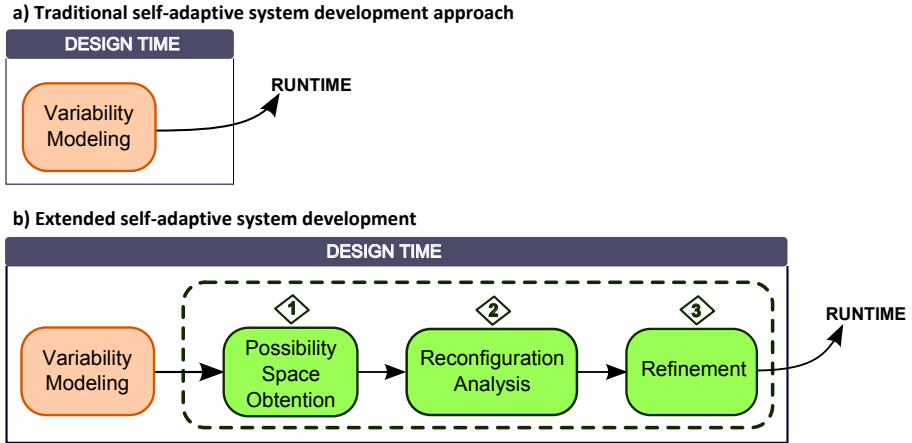 a) Traditional self-adaptive system development approach
DESIGN TIME
RUNTIME
Variability
Modeling
b) Extended self-adaptive system development
DESIGN TIME
1
2
3
RUNTIME
Variability
Modeling
Possibility
Space
Obtention
Reconfiguration
Analysis
Refinement